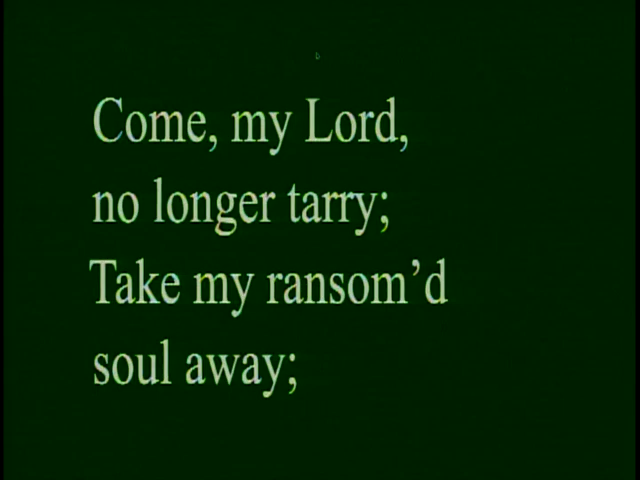 Come, my Lord,
no longer tarry;
Take my ransom’d
soul away;